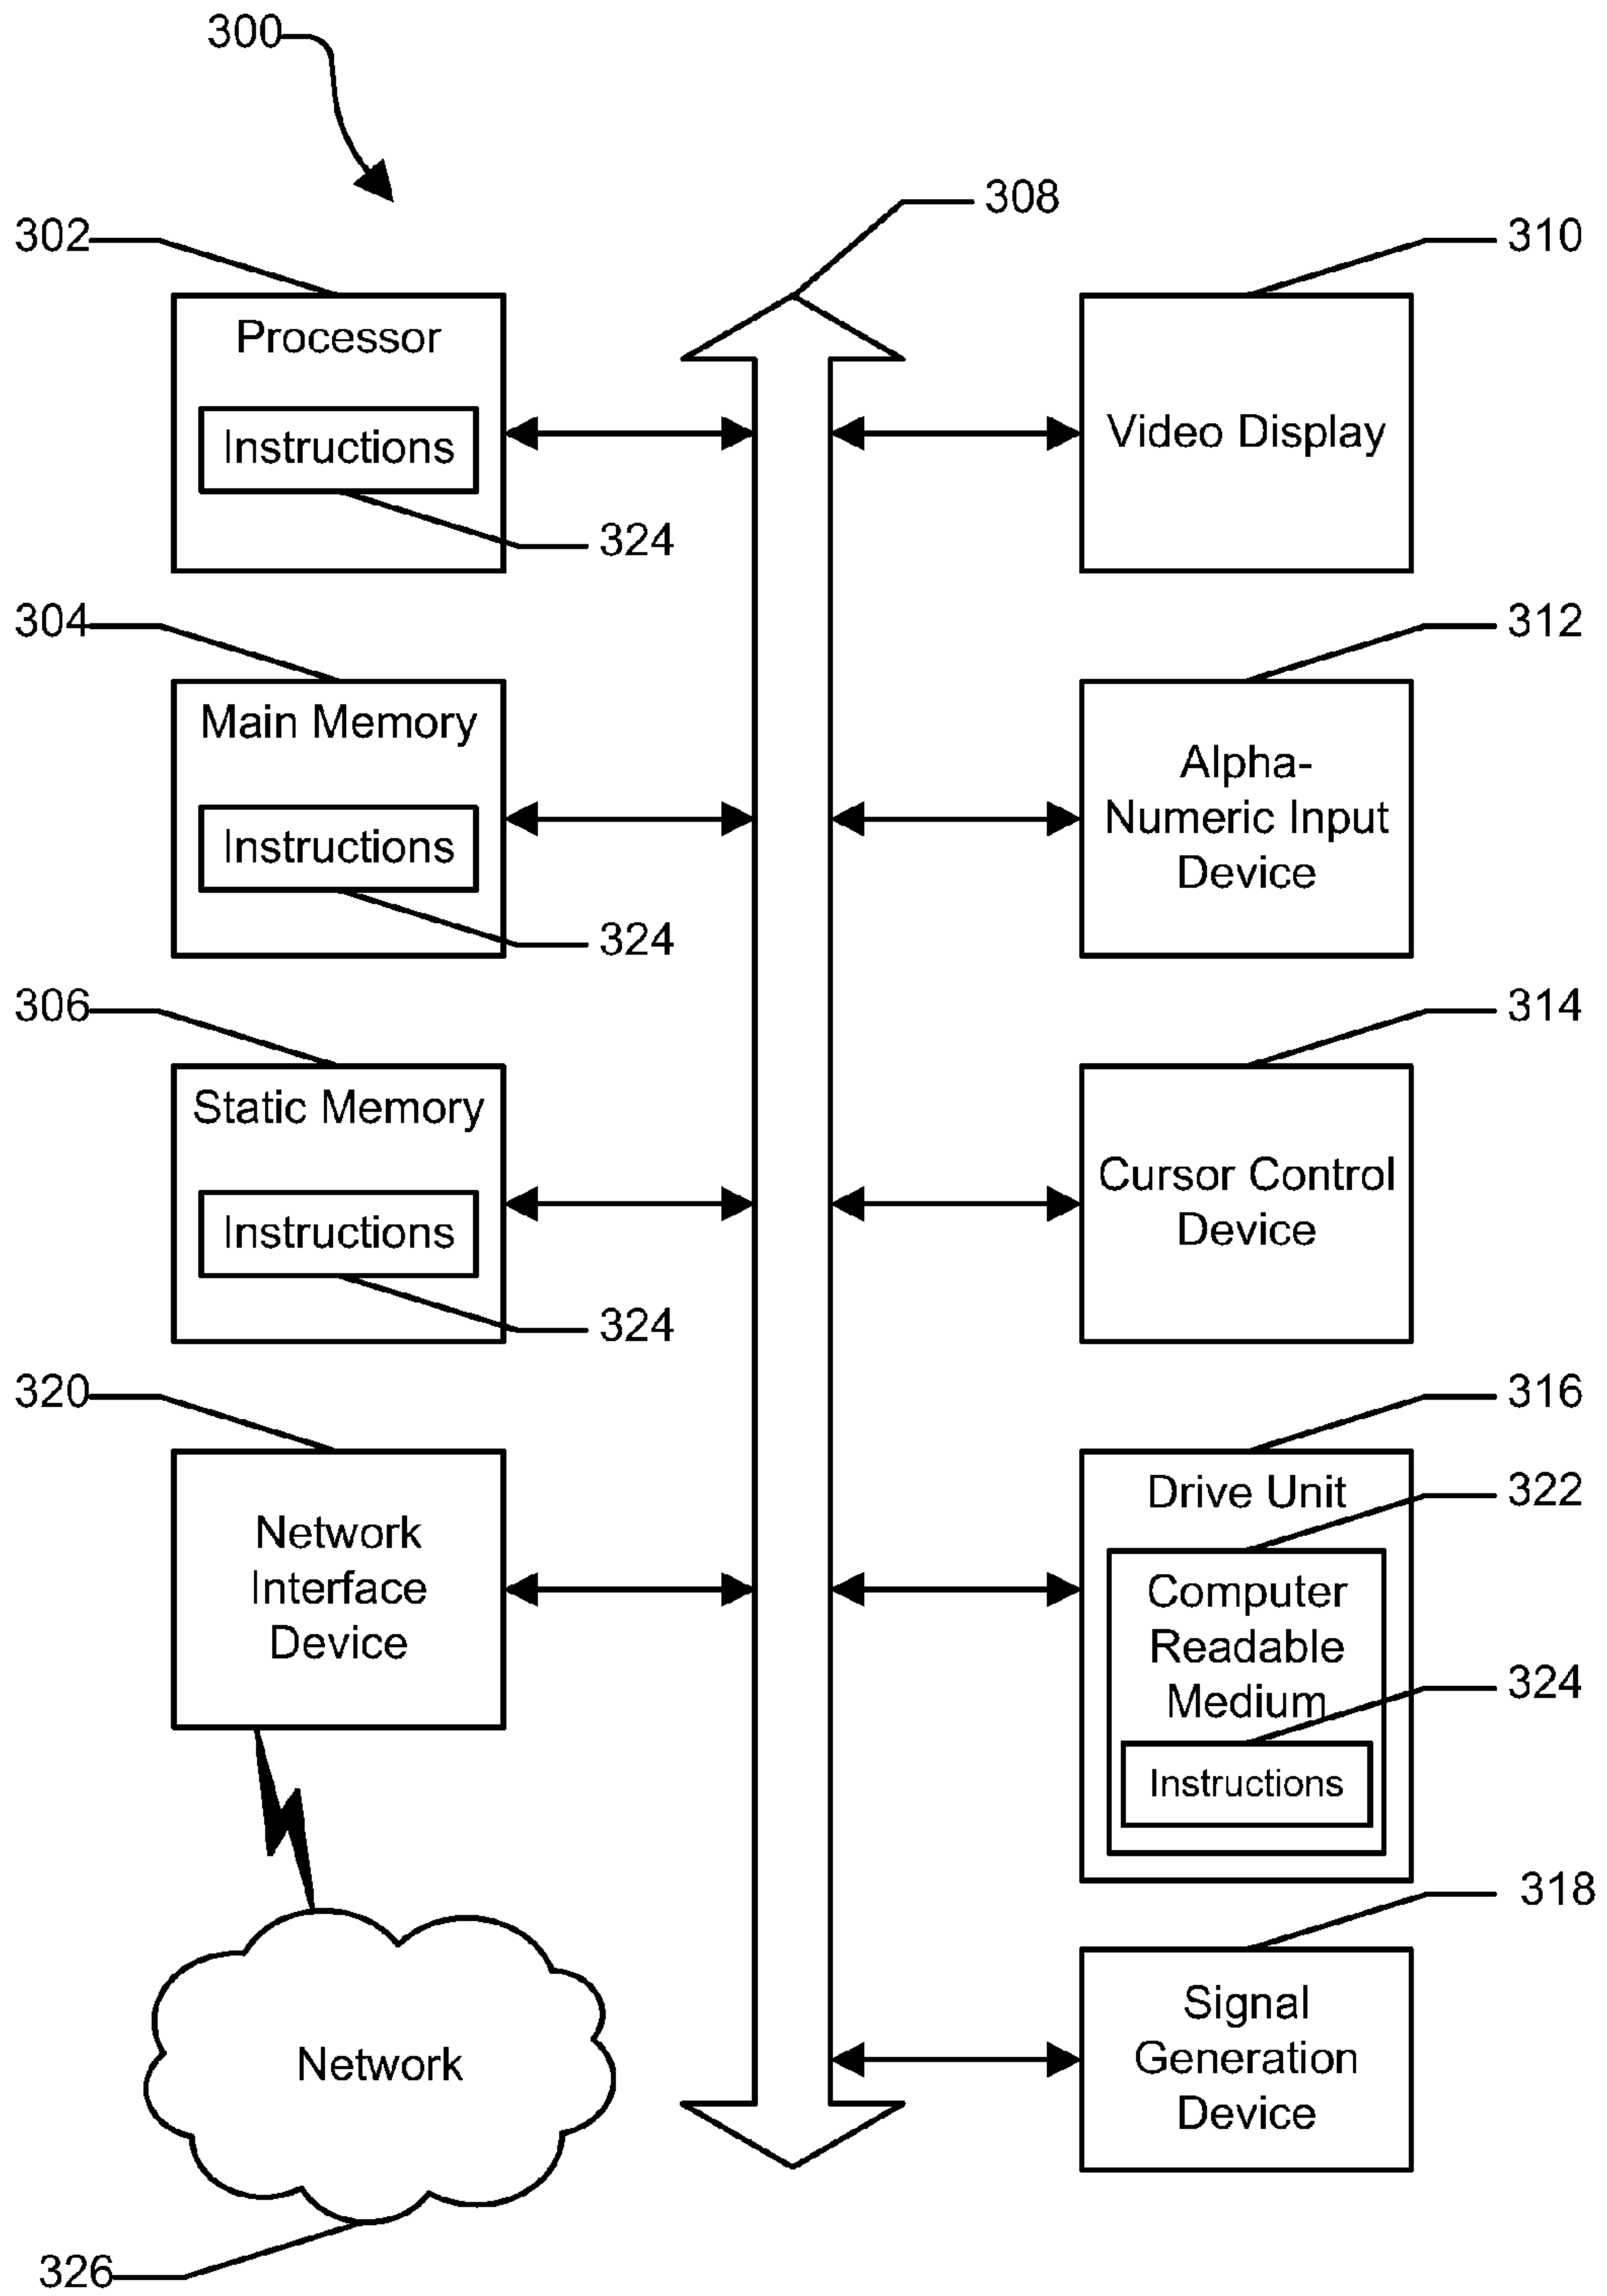 300
308
302
310
Processor
Instructions
324
Video Display
304
312
Main Memory
Instructions
324
Alpha-
Numeric Input
Device
306
314
Static Memory
Instructions
324
Cursor Control
Device
320
316
Network
Interface
Device
Drive Unit
322
Computer
Readable
Medium
324
Instructions
318
Signal
Generation
Device
Network
326